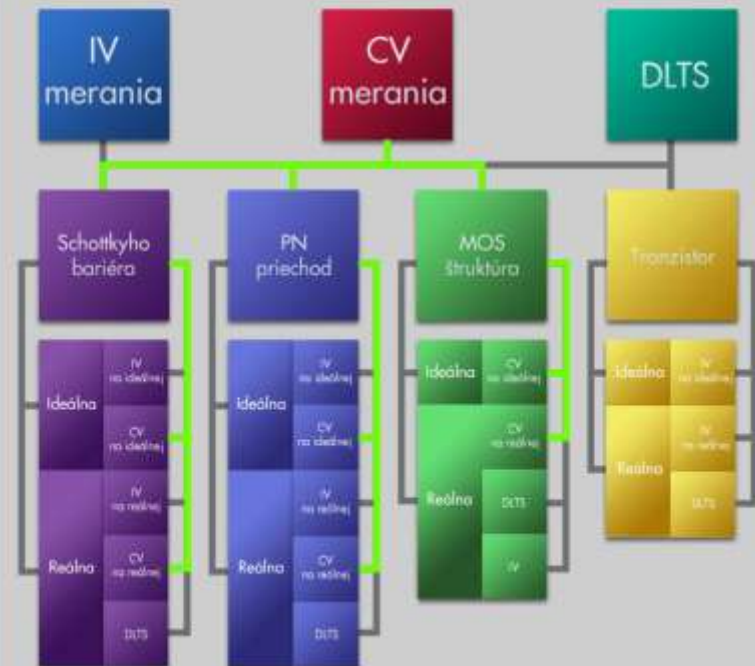 IV
merania
CV
merania
DLTS
Schottkyho
bariéra
PN
priechod
MOS
štruktúra
Tranzistor
Ideálna
IV
na ideálnej
CV
na ideálnej
Reálna
IV
na reálnej
CV
na reálnej
DLTS
Ideálna
IV
na ideálnej
CV
na ideálnej
Reálna
IV
na reálnej
CV
na reálnej
DLTS
Ideálna
CV
na ideálnej
Reálna
CV
na reálnej
DLTS
IV
Ideálna
IV
na ideálnej
Reálna
IV
na reálnej
DLTS